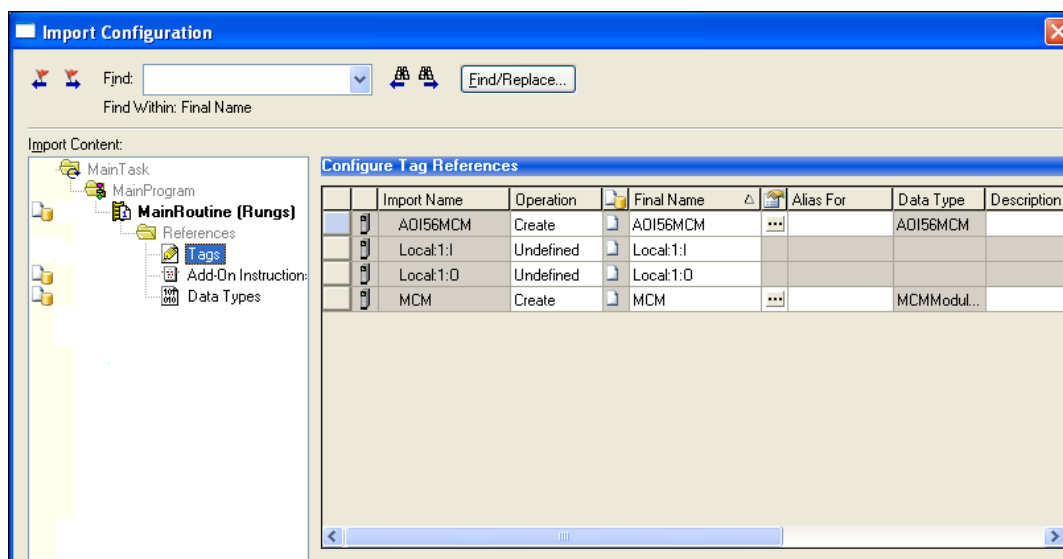 Import Configuration
Find:
Find/Replace...
Find Within: Final Name
Import Content:
MainTask
MainProgram
MainRoutine (Rungs)
References
Tags
Add-On Instruction:
Data Types
Configure Tag References
Import Name Operation Final Name Alias For Data Type Description
AOI56MCM Create AOI56MCM ... AOI56MCM
Local:1:I Undefined Local:1:I
Local:1:O Undefined Local:1:O
MCM Create MCM ... MCMModul...